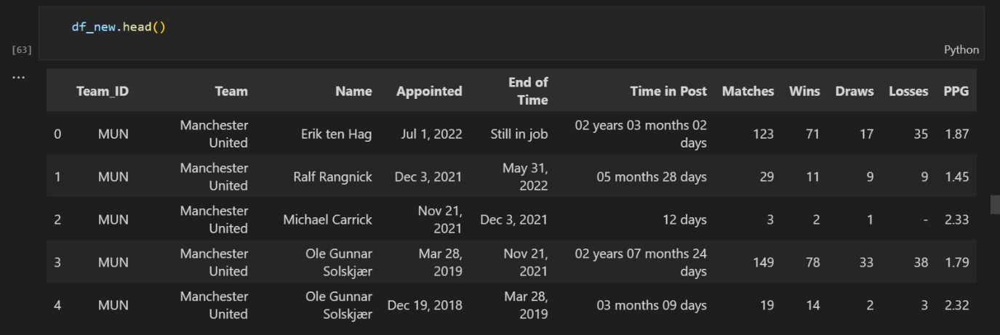 df_new.head()
[63]
Python
...
Team_ID Team Name Appointed End of Time Time in Post Matches Wins Draws Losses PPG
0 MUN Manchester United Erik ten Hag Jul 1, 2022 Still in job 02 years 03 months 02 days 123 71 17 35 1.87
1 MUN Manchester United Ralf Rangnick Dec 3, 2021 May 31, 2022 05 months 28 days 29 11 9 9 1.45
2 MUN Manchester United Michael Carrick Nov 21, 2021 Dec 3, 2021 12 days 3 2 1 - 2.33
3 MUN Manchester United Ole Gunnar Solskjær Mar 28, 2019 Nov 21, 2021 02 years 07 months 24 days 149 78 33 38 1.79
4 MUN Manchester United Ole Gunnar Solskjær Dec 19, 2018 Mar 28, 2019 03 months 09 days 19 14 2 3 2.32